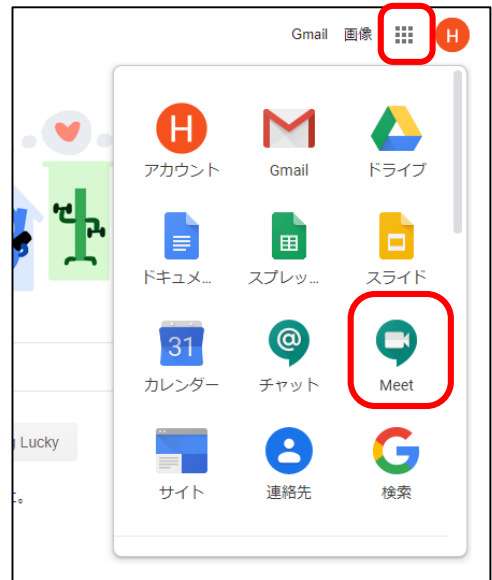 Gmail 画像 H
H
アカウント Gmail ドライブ
ドキュメ... スプレッ... スライド
31 @
カレンダー チャット Meet
Lucky
サイト 連絡先 検索
G